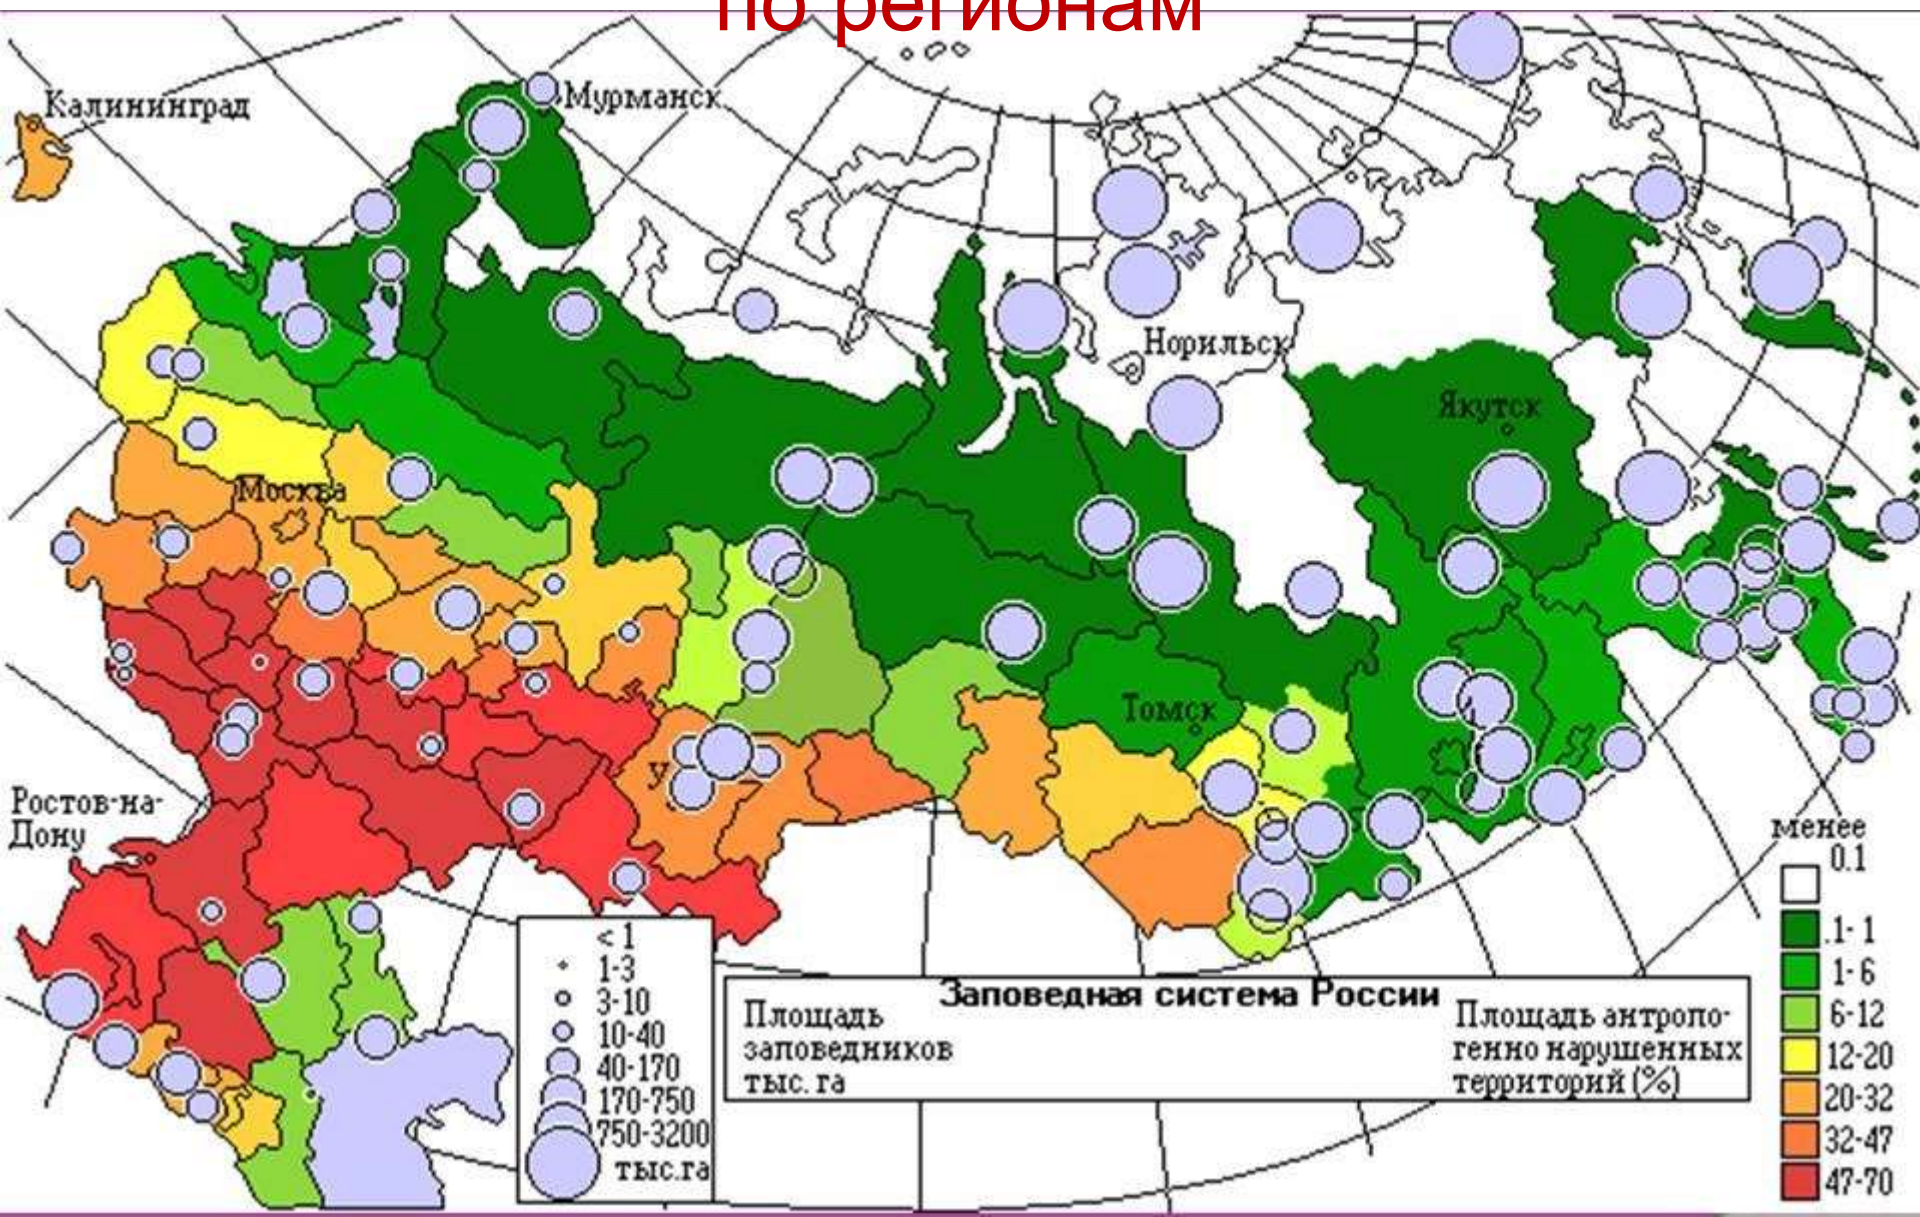 по регионам
Калининград
Мурманск
Норильск
Якутск
Москва
Томск
У
Ростов-на-
Дону
менее
0.1
.1-1
1-6
6-12
12-20
20-32
32-47
47-70
< 1
1-3
3-10
10-40
40-170
170-750
750-3200
тыс.га
Заповедная система России
Площадь
заповедников
тыс. га
Площадь антропо-
генно нарушенных
территорий (%)